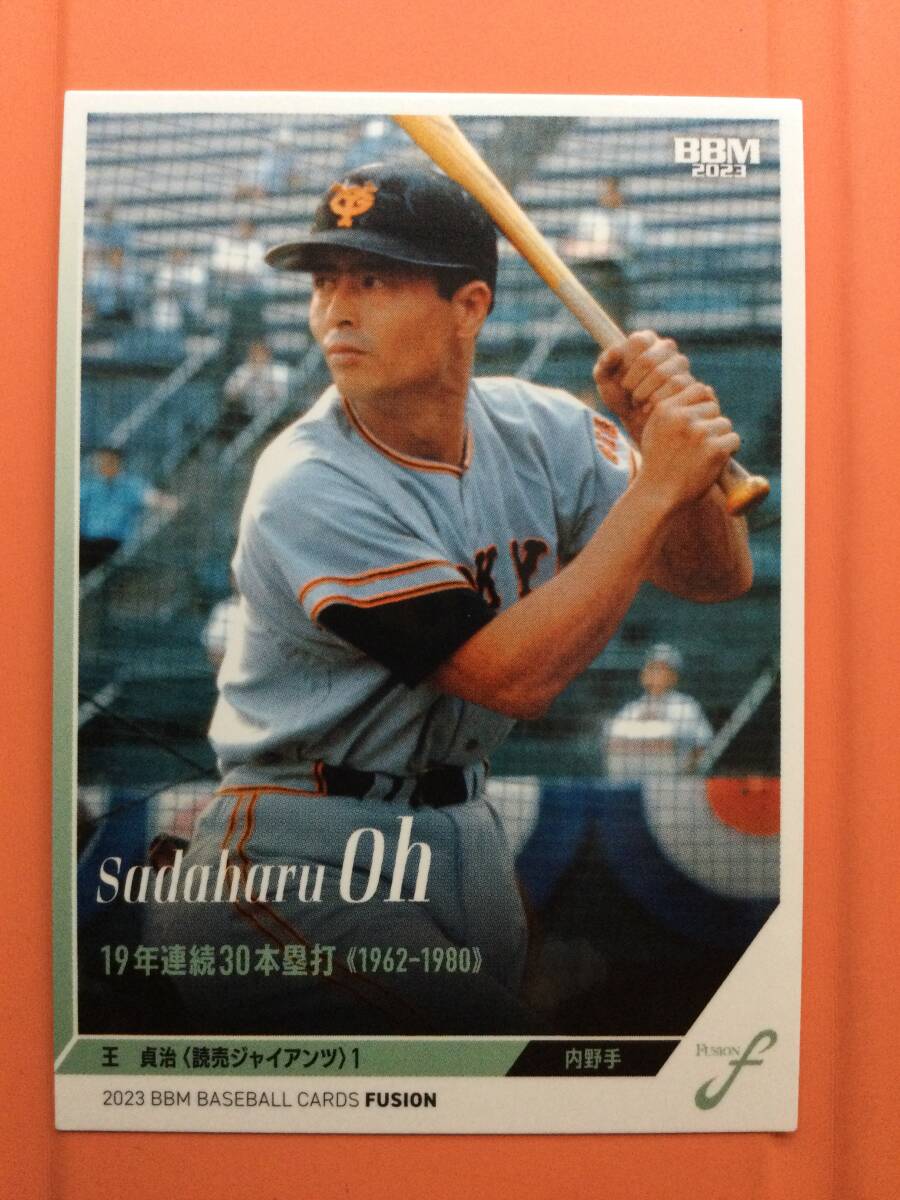 BBM
2023
KY
Sadaharu Oh
19年連続30本塁打《1962-1980》
王 貞治〈読売ジャイアンツ〉1
内野手
FUSION
f
2023 BBM BASEBALL CARDS FUSION